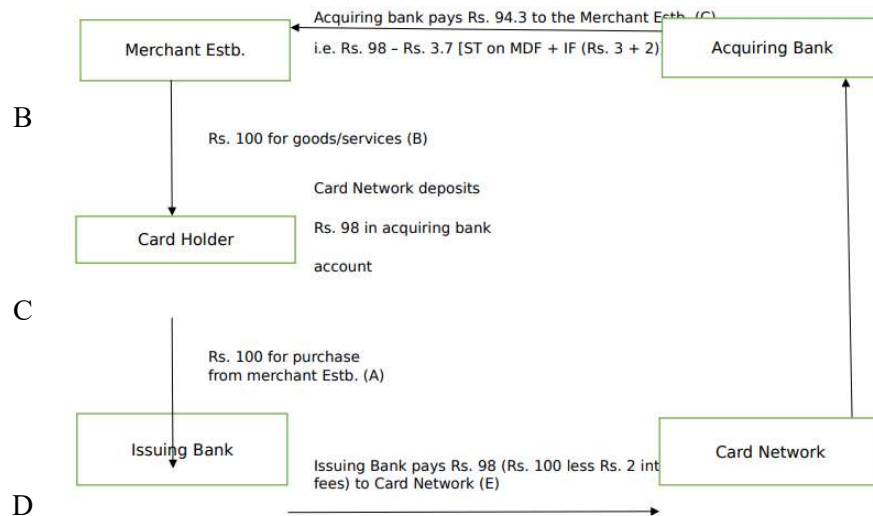 Acquiring bank pays Rs. 94.3 to the Merchant Estb. (C)
Merchant Estb.
i.e. Rs. 98 – Rs. 3.7 [ST on MDF + IF (Rs. 3 + 2)
Acquiring Bank
B
Rs. 100 for goods/services (B)
Card Network deposits
Card Holder
Rs. 98 in acquiring bank
account
C
Rs. 100 for purchase
from merchant Estb. (A)
Issuing Bank
Card Network
Issuing Bank pays Rs. 98 (Rs. 100 less Rs. 2 int
fees) to Card Network (E)
D